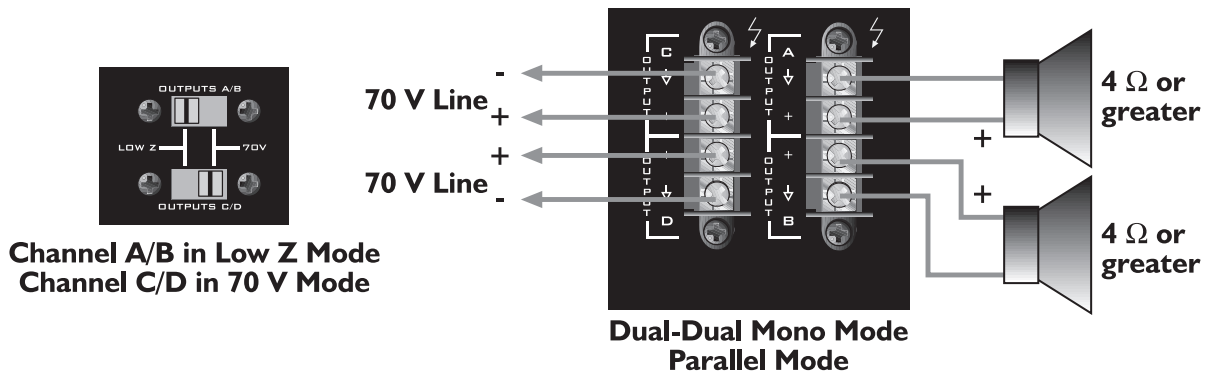 OUTPUTS A/B
LOW Z
70V
OUTPUTS C/D
Channel A/B in Low Z Mode
Channel C/D in 70 V Mode
-
70 V Line
+
+
70 V Line
-
C
OUTPUT
+
+
OUTPUT
D
A
OUTPUT
+
+
OUTPUT
B
4 Ω or
greater
+
+
4 Ω or
greater
Dual-Dual Mono Mode
Parallel Mode